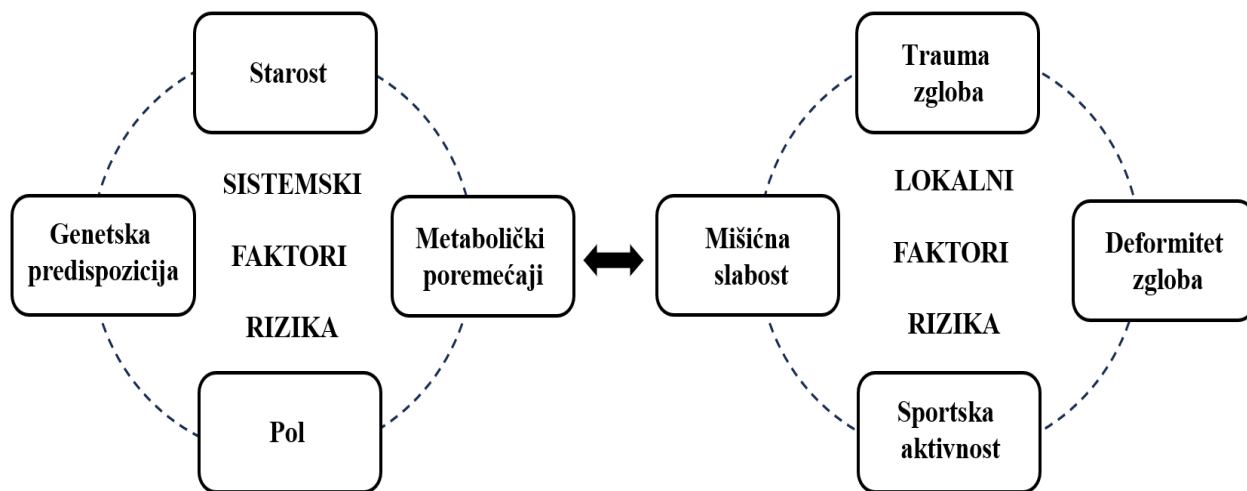 Starost
SISTEMSKI
FAKTORI
RIZIKA
Genetska
predispozicija
Metabolički
poremećaji
Pol
Trauma
zgloba
LOKALNI
FAKTORI
RIZIKA
Mišićna
slabost
Deformitet
zgloba
Sportska
aktivnost